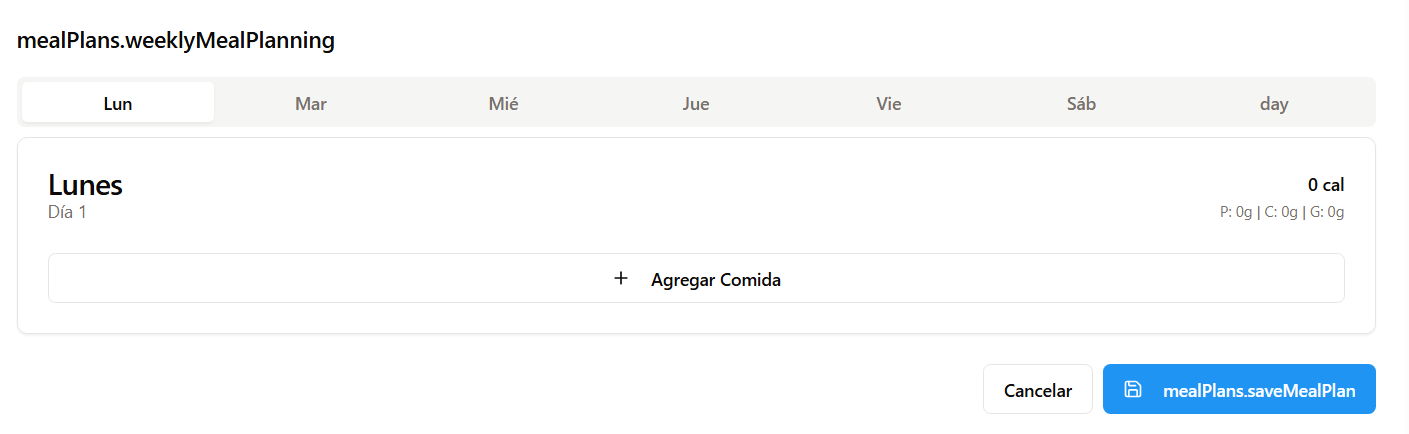 mealPlans.weeklyMealPlanning
Lun Mar Mié Jue Vie Sáb day
Lunes
0 cal
Día 1
P: 0g | C: 0g | G: 0g
+ Agregar Comida
Cancelar
mealPlans.saveMealPlan